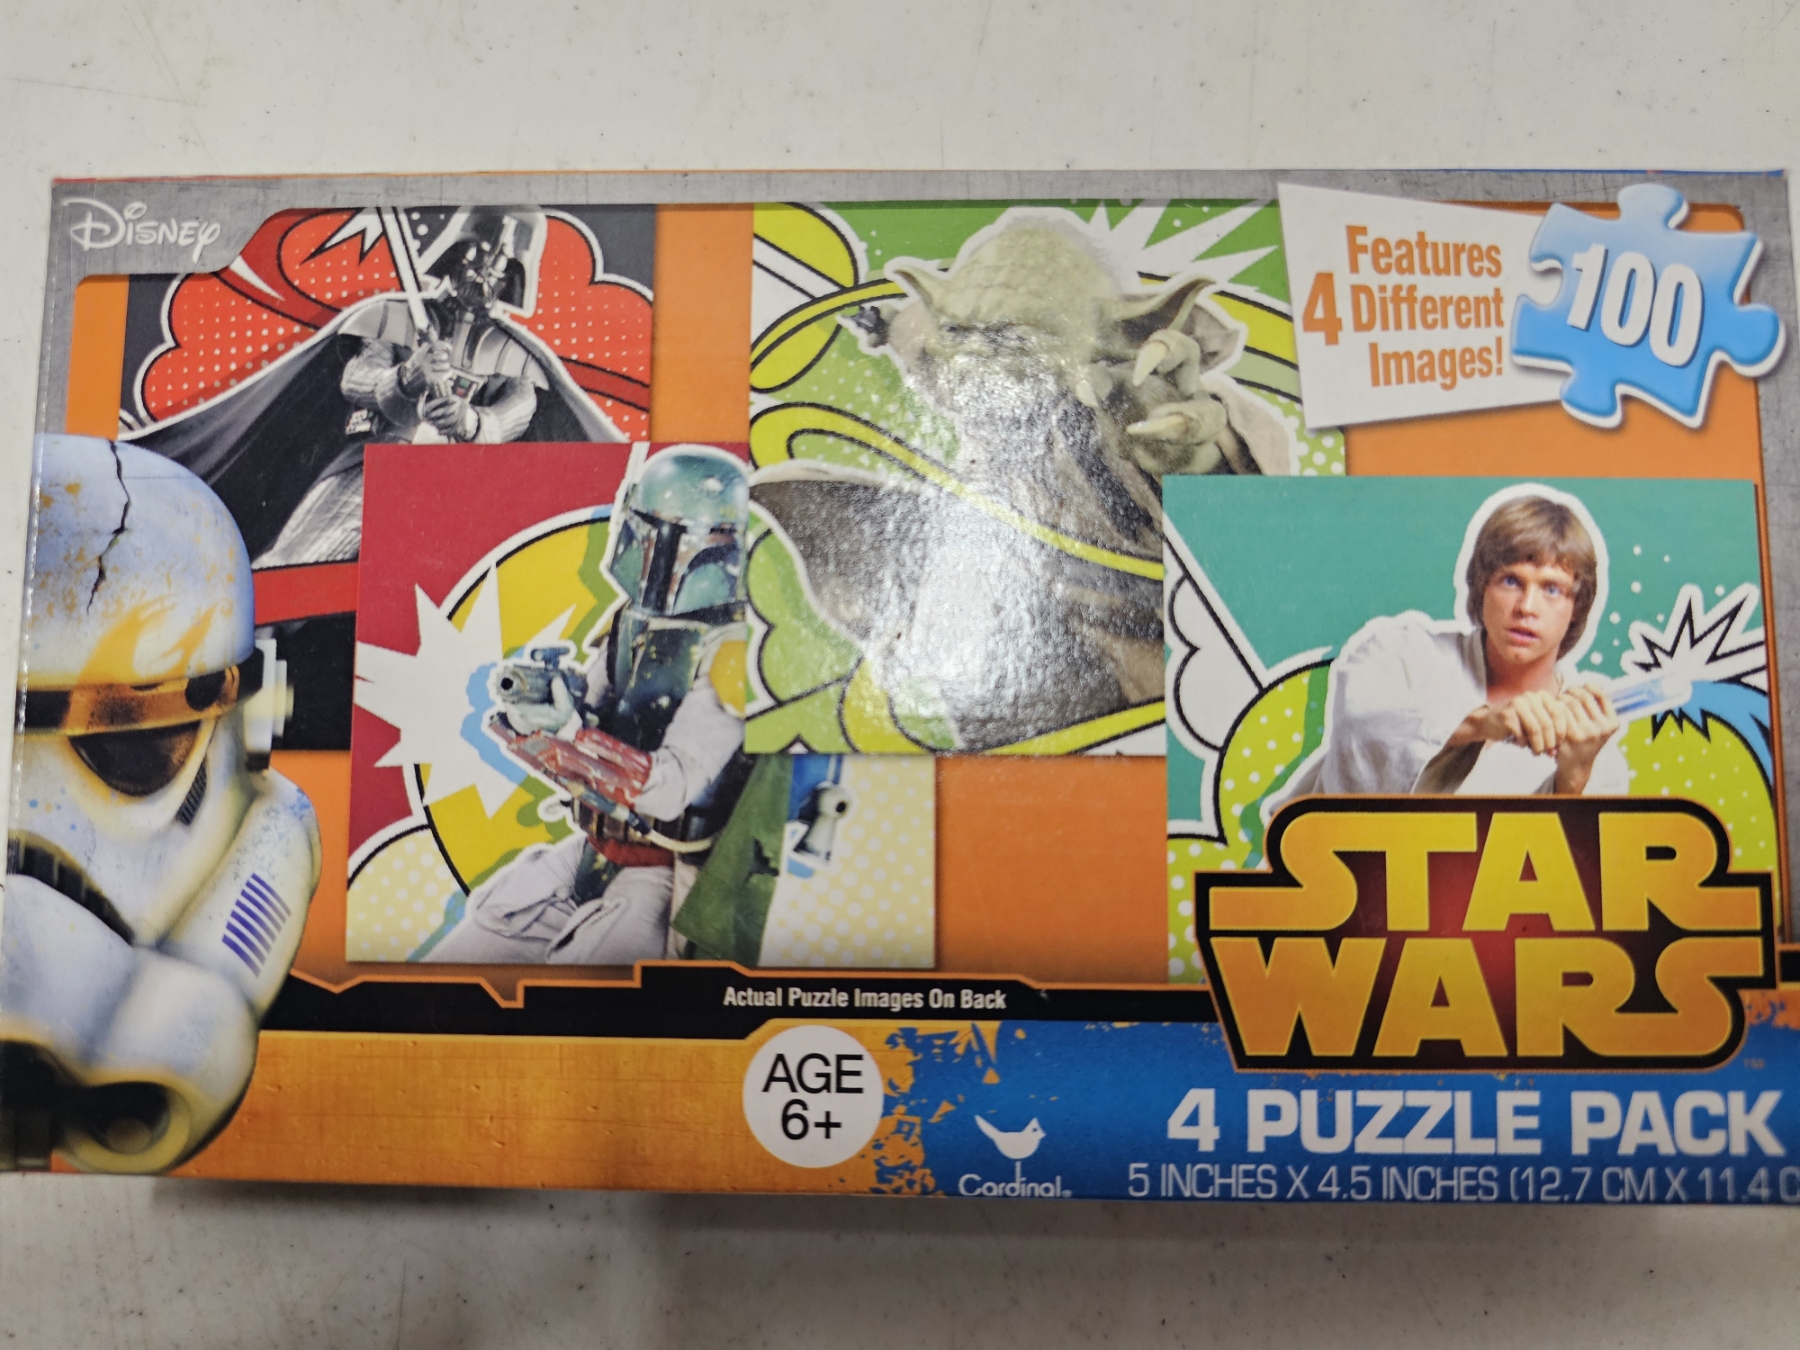 Disney
Features
4 Different
Images!
100
STAR
WARS
Actual Puzzle Images On Back
AGE
6+
Cardinal®
4 PUZZLE PACK
5 INCHES X 4.5 INCHES (12.7 CM X 11.4 C